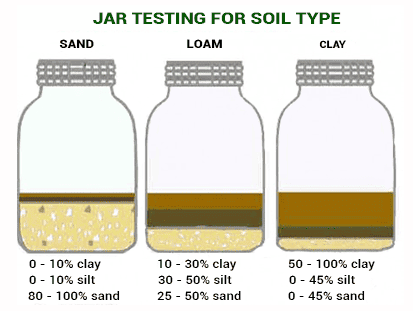 JAR TESTING FOR SOIL TYPE
SAND LOAM CLAY
0 - 10% clay 10 - 30% clay 50 - 100% clay
0 - 10% silt 30 - 50% silt 0 - 45% silt
80 - 100% sand 25 - 50% sand 0 - 45% sand